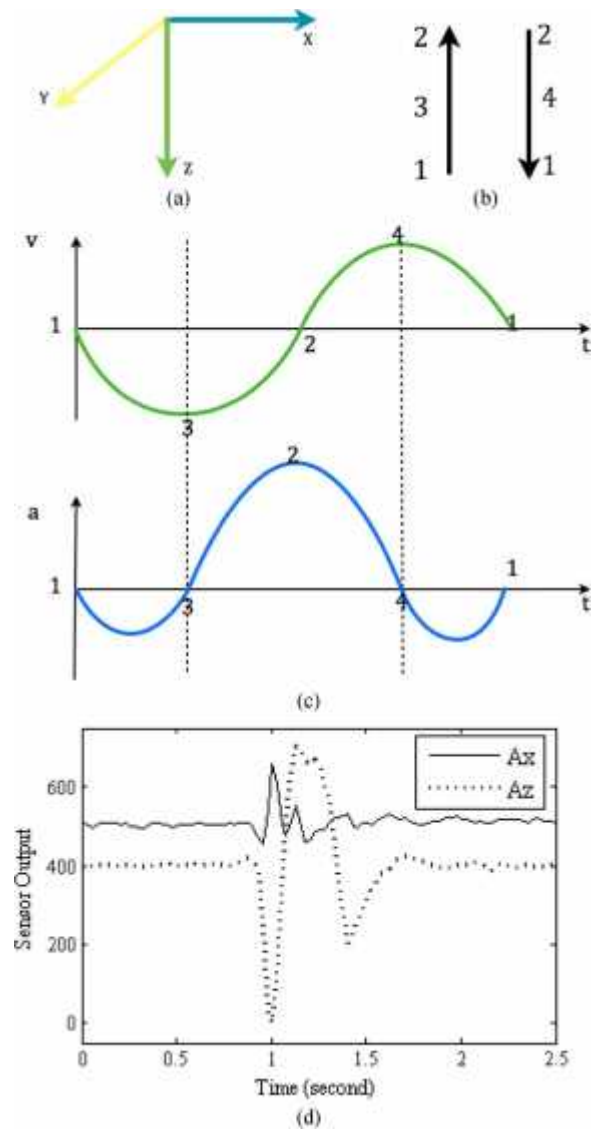 X
Y
Z
(a)
2 2
3 4
1 1
(b)
v
4
1
2
1
t
3
2
a
1
1
3
4
t
(c)
Ax
Az
600
400
200
0
Sensor Output
0 0.5 1 1.5 2 2.5
Time (second)
(d)